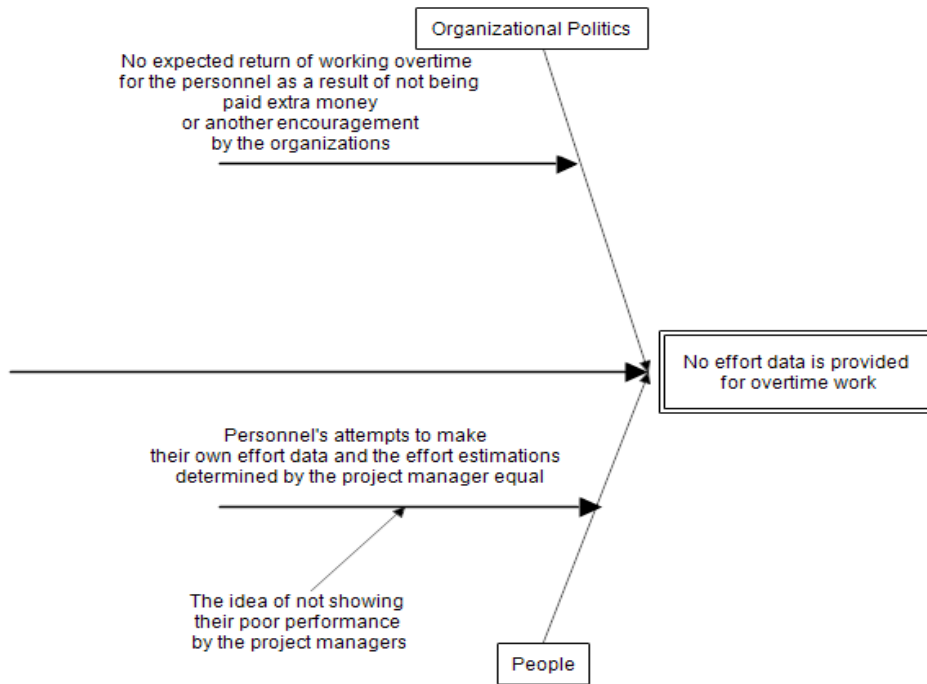 Organizational Politics
No expected return of working overtime
for the personnel as a result of not being
paid extra money
or another encouragement
by the organizations
No effort data is provided
for overtime work
Personnel's attempts to make
their own effort data and the effort estimations
determined by the project manager equal
The idea of not showing
their poor performance
by the project managers
People